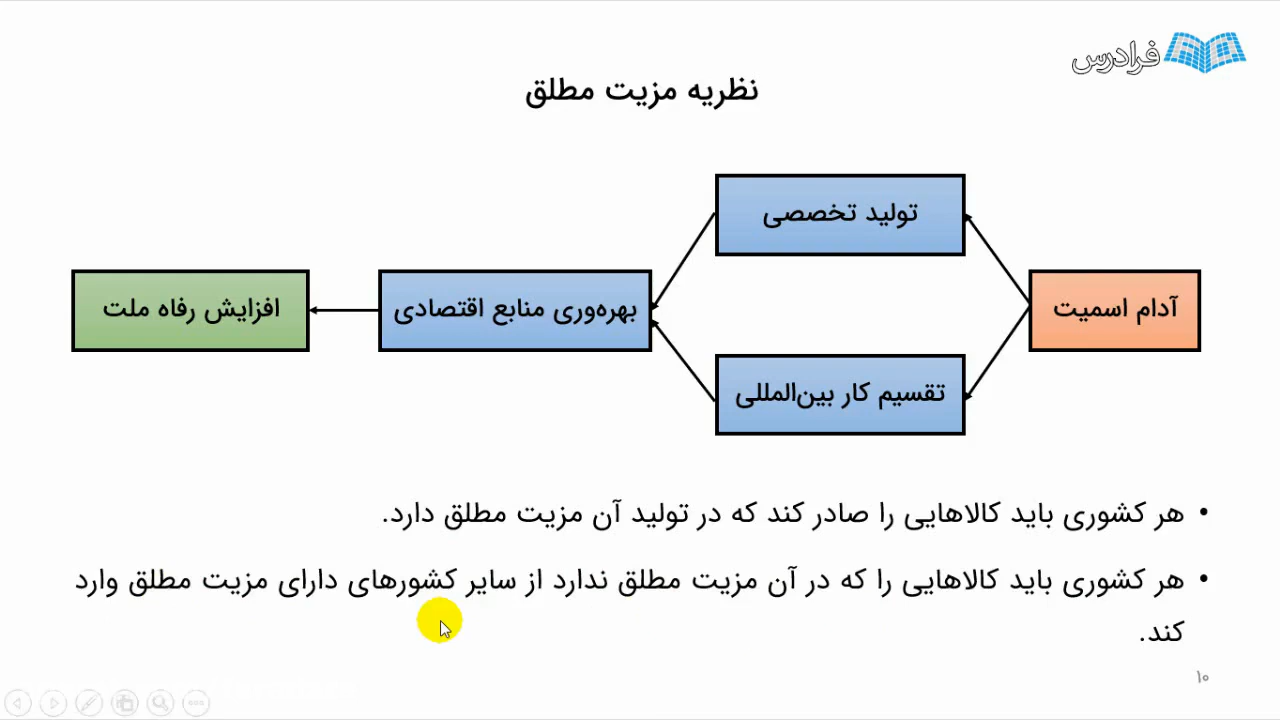 فرادرس
نظریه مزیت مطلق
تولید تخصصی
آدام اسمیت
بهره‌وری منابع اقتصادی
افزایش رفاه ملت
تقسیم کار بین‌المللی
• هر کشوری باید کالاهایی را صادر کند که در تولید آن مزیت مطلق دارد.
• هر کشوری باید کالاهایی را که در آن مزیت مطلق ندارد از سایر کشورهای دارای مزیت مطلق وارد
کند.
۱۰